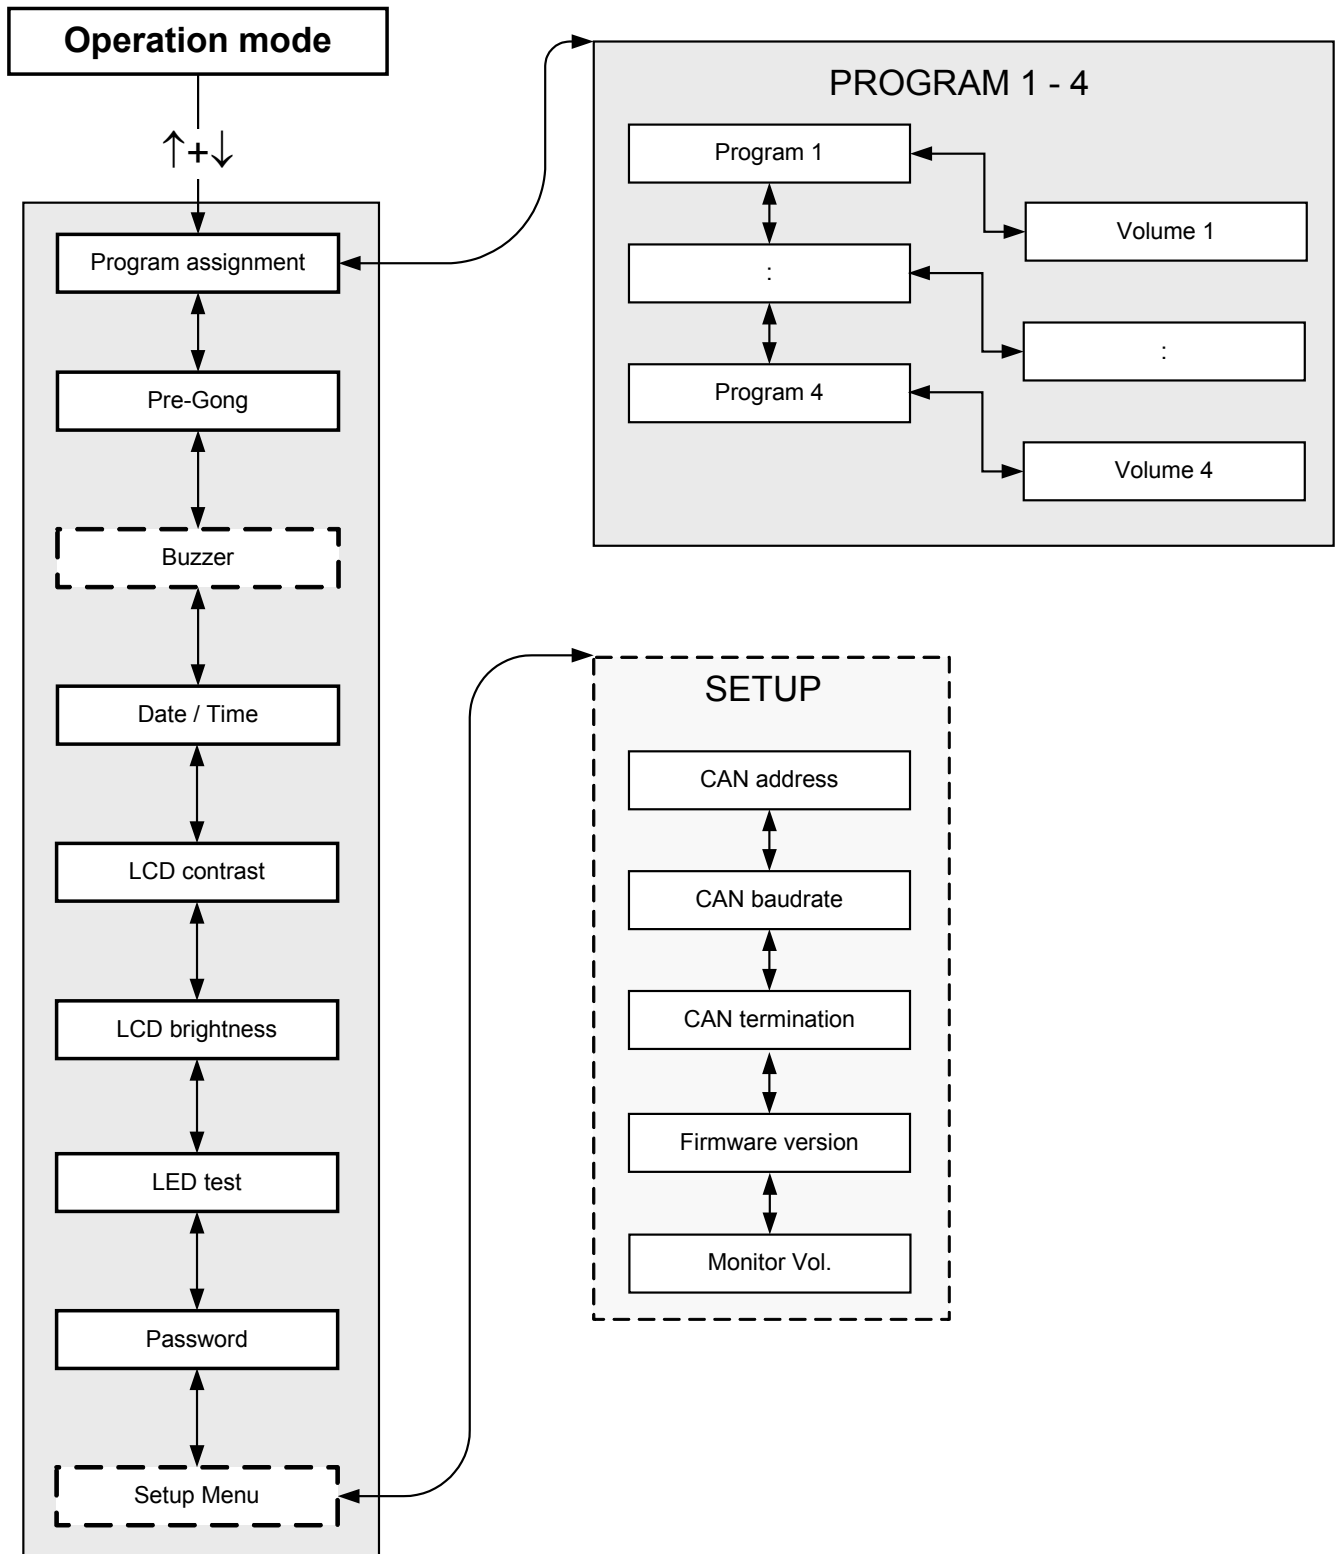 Operation mode
↑+↓
Program assignment
Pre-Gong
Buzzer
Date / Time
LCD contrast
LCD brightness
LED test
Password
Setup Menu
PROGRAM 1 - 4
Program 1
Volume 1
:
:
Program 4
Volume 4
SETUP
CAN address
CAN baudrate
CAN termination
Firmware version
Monitor Vol.